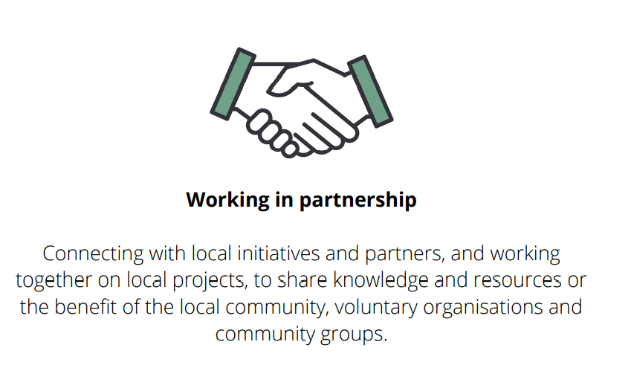 Working in partnership
Connecting with local initiatives and partners, and working
together on local projects, to share knowledge and resources or
the benefit of the local community, voluntary organisations and
community groups.